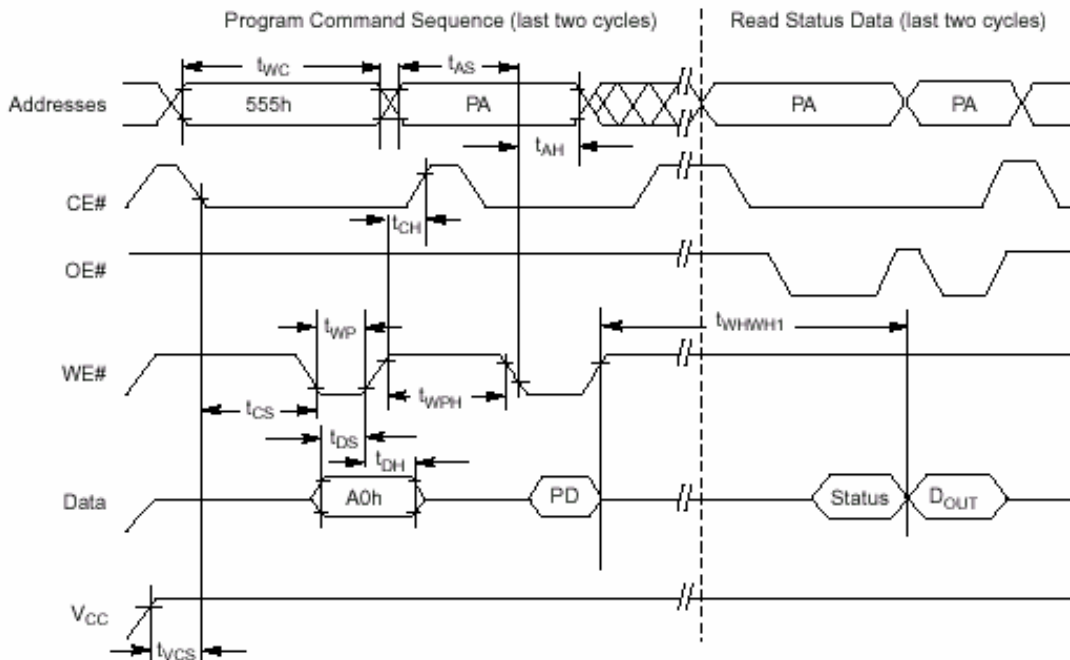 Program Command Sequence (last two cycles)
Read Status Data (last two cycles)
tWC
tAS
Addresses
555h
PA
PA
PA
tAH
CE#
tCH
OE#
tWP
tWHWH1
WE#
tCS
tWPH
tDS
tDH
Data
A0h
PD
Status
DOUT
VCC
tVCS